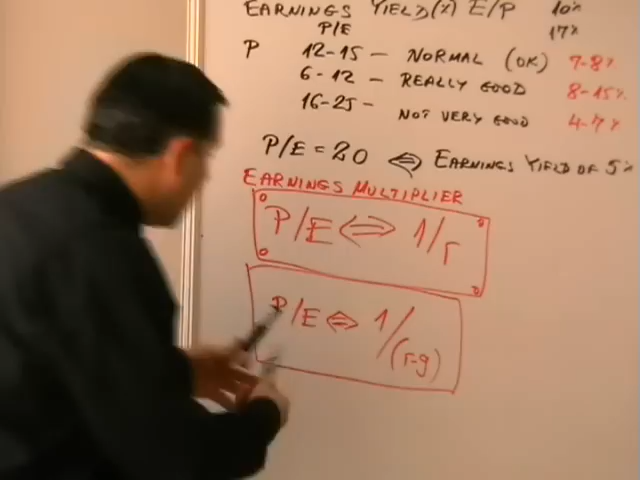 EARNINGS YIELD(%) E/P 10%
P/E 17%
P 12-15 - NORMAL (OK) 7-8%
6-12 - REALLY GOOD 8-15%
16-25 - NOT VERY GOOD 4-7%
P/E = 20 ⇔ EARNINGS YIELD OF 5%
EARNINGS MULTIPLIER
P/E ⇔ 1/r
P/E ⇔ 1/(r-g)